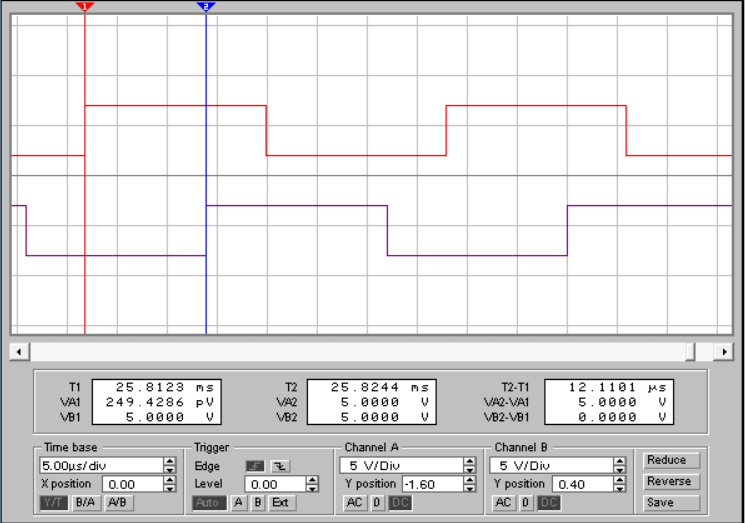 1 2
T1 25.8123 ms T2 25.8244 ms T2-T1 12.1101 µs
VA1 249.4286 pV VA2 5.0000 V VA2-VA1 5.0000 V
VB1 5.0000 V VB2 5.0000 V VB2-VB1 0.0000 V
Time base Trigger Channel A Channel B
5.00µs/div Edge 5 V/Div 5 V/Div Reduce
X position 0.00 Level 0.00 Y position -1.60 Y position 0.40 Reverse
Y/T B/A A/B Auto A B Ext AC 0 DC AC 0 DC Save